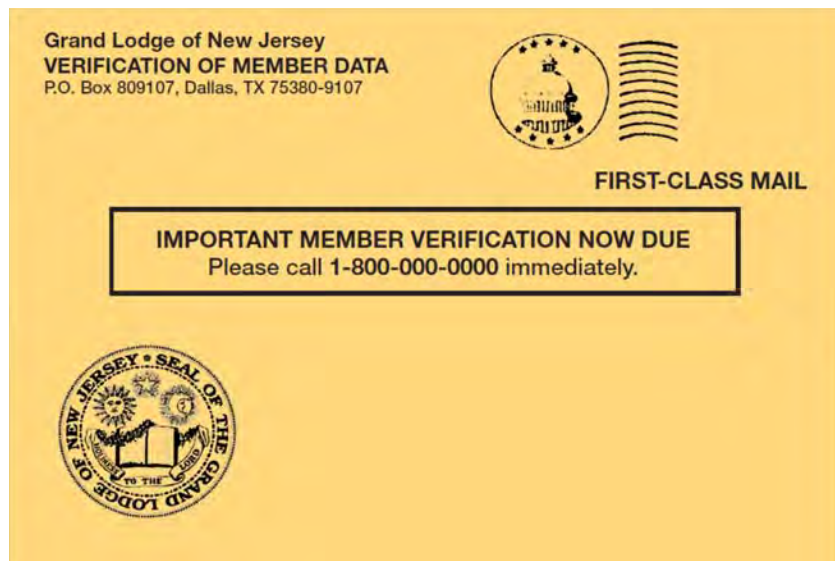 Grand Lodge of New Jersey
VERIFICATION OF MEMBER DATA
P.O. Box 809107, Dallas, TX 75380-9107
FIRST-CLASS MAIL
IMPORTANT MEMBER VERIFICATION NOW DUE
Please call 1-800-000-0000 immediately.
SEAL OF THE GRAND LODGE OF NEW JERSEY
HOLINESS TO THE LORD